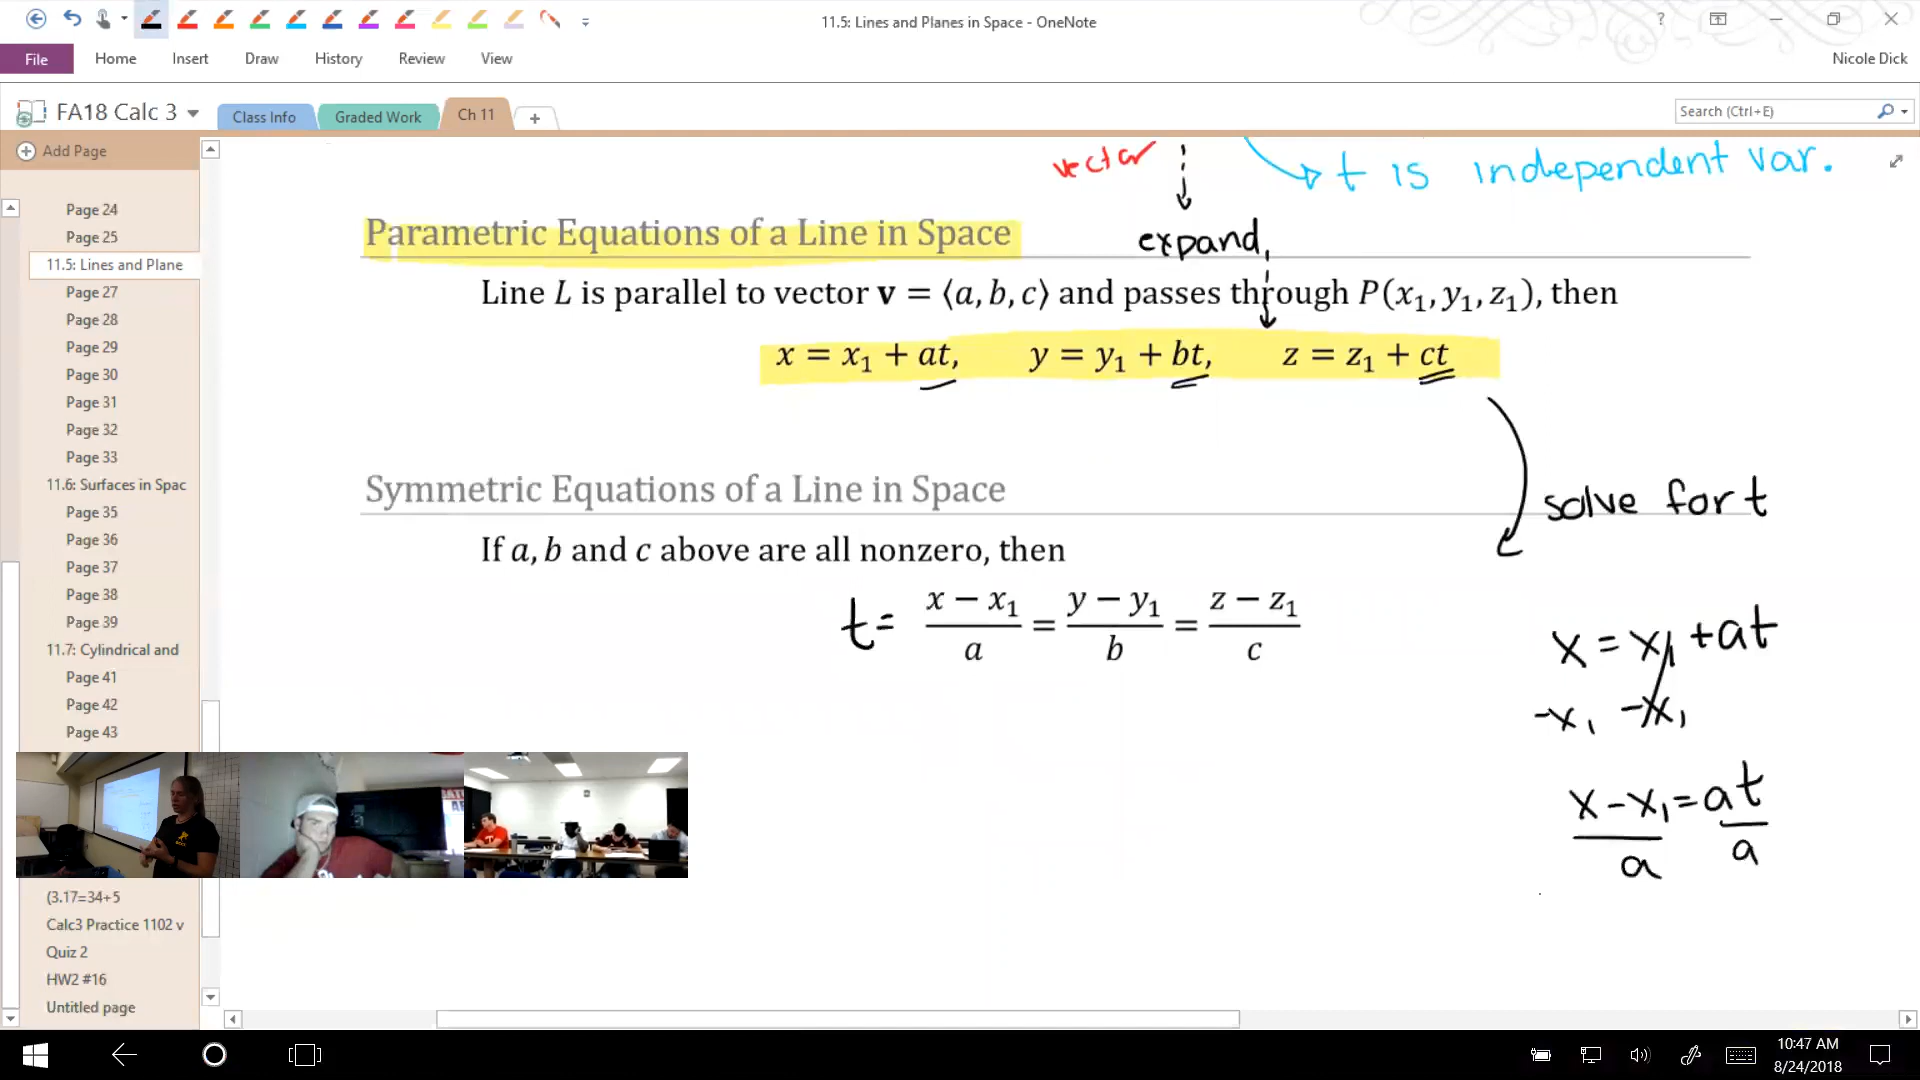 11.5: Lines and Planes in Space - OneNote
File Home Insert Draw History Review View
Nicole Dick
FA18 Calc 3
Class Info
Graded Work
Ch 11
Search (Ctrl+E)
Add Page
Page 24
Page 25
11.5: Lines and Plane
Page 27
Page 28
Page 29
Page 30
Page 31
Page 32
Page 33
11.6: Surfaces in Spac
Page 35
Page 36
Page 37
Page 38
Page 39
11.7: Cylindrical and
Page 41
Page 42
Page 43
(3.17=34+5
Calc3 Practice 1102 v
Quiz 2
HW2 #16
Untitled page
vector
t is independent var.
Parametric Equations of a Line in Space
expand
Line L is parallel to vector v = ⟨a, b, c⟩ and passes through P(x₁, y₁, z₁), then
x = x₁ + at, y = y₁ + bt, z = z₁ + ct
Symmetric Equations of a Line in Space
solve for t
If a, b and c above are all nonzero, then
t = (x − x₁)/a = (y − y₁)/b = (z − z₁)/c
x = x₁ + at
-x₁ -x₁
x - x₁ = at
a a
10:47 AM
8/24/2018